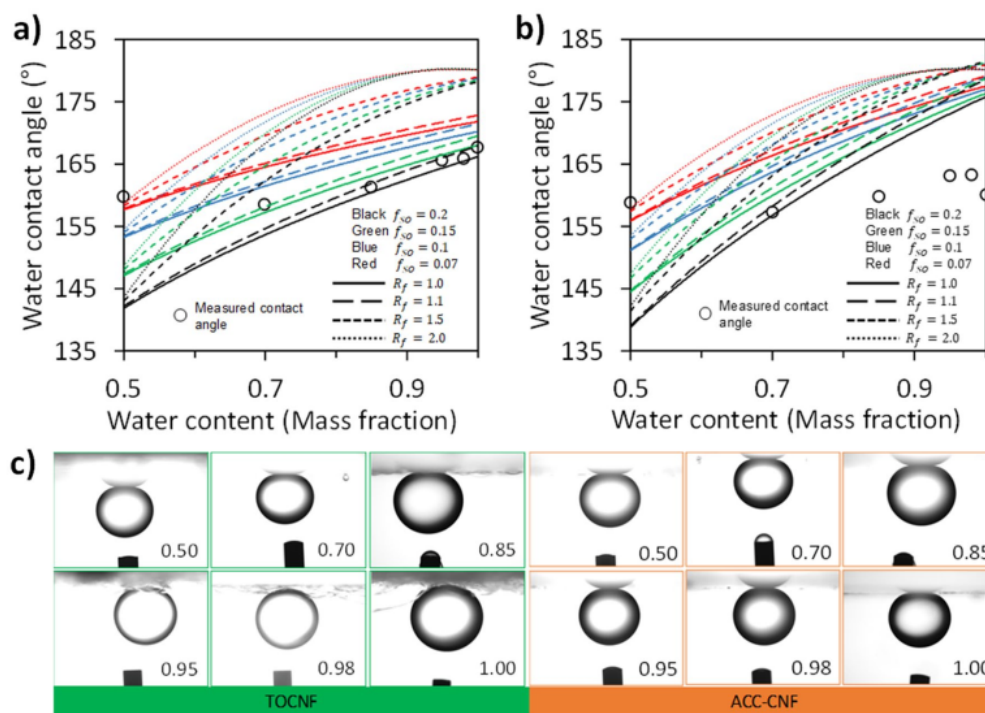 a)
185
175
165
155
145
135
Water contact angle (°)
Black f_so = 0.2
Green f_so = 0.15
Blue f_so = 0.1
Red f_so = 0.07
R_f = 1.0
R_f = 1.1
R_f = 1.5
R_f = 2.0
Measured contact
angle
0.5 0.7 0.9
Water content (Mass fraction)
b)
185
175
165
155
145
135
Water contact angle (°)
Black f_so = 0.2
Green f_so = 0.15
Blue f_so = 0.1
Red f_so = 0.07
R_f = 1.0
R_f = 1.1
R_f = 1.5
R_f = 2.0
Measured contact
angle
0.5 0.7 0.9
Water content (Mass fraction)
c)
0.50 0.70 0.85 0.50 0.70 0.85
0.95 0.98 1.00 0.95 0.98 1.00
TOCNF ACC-CNF